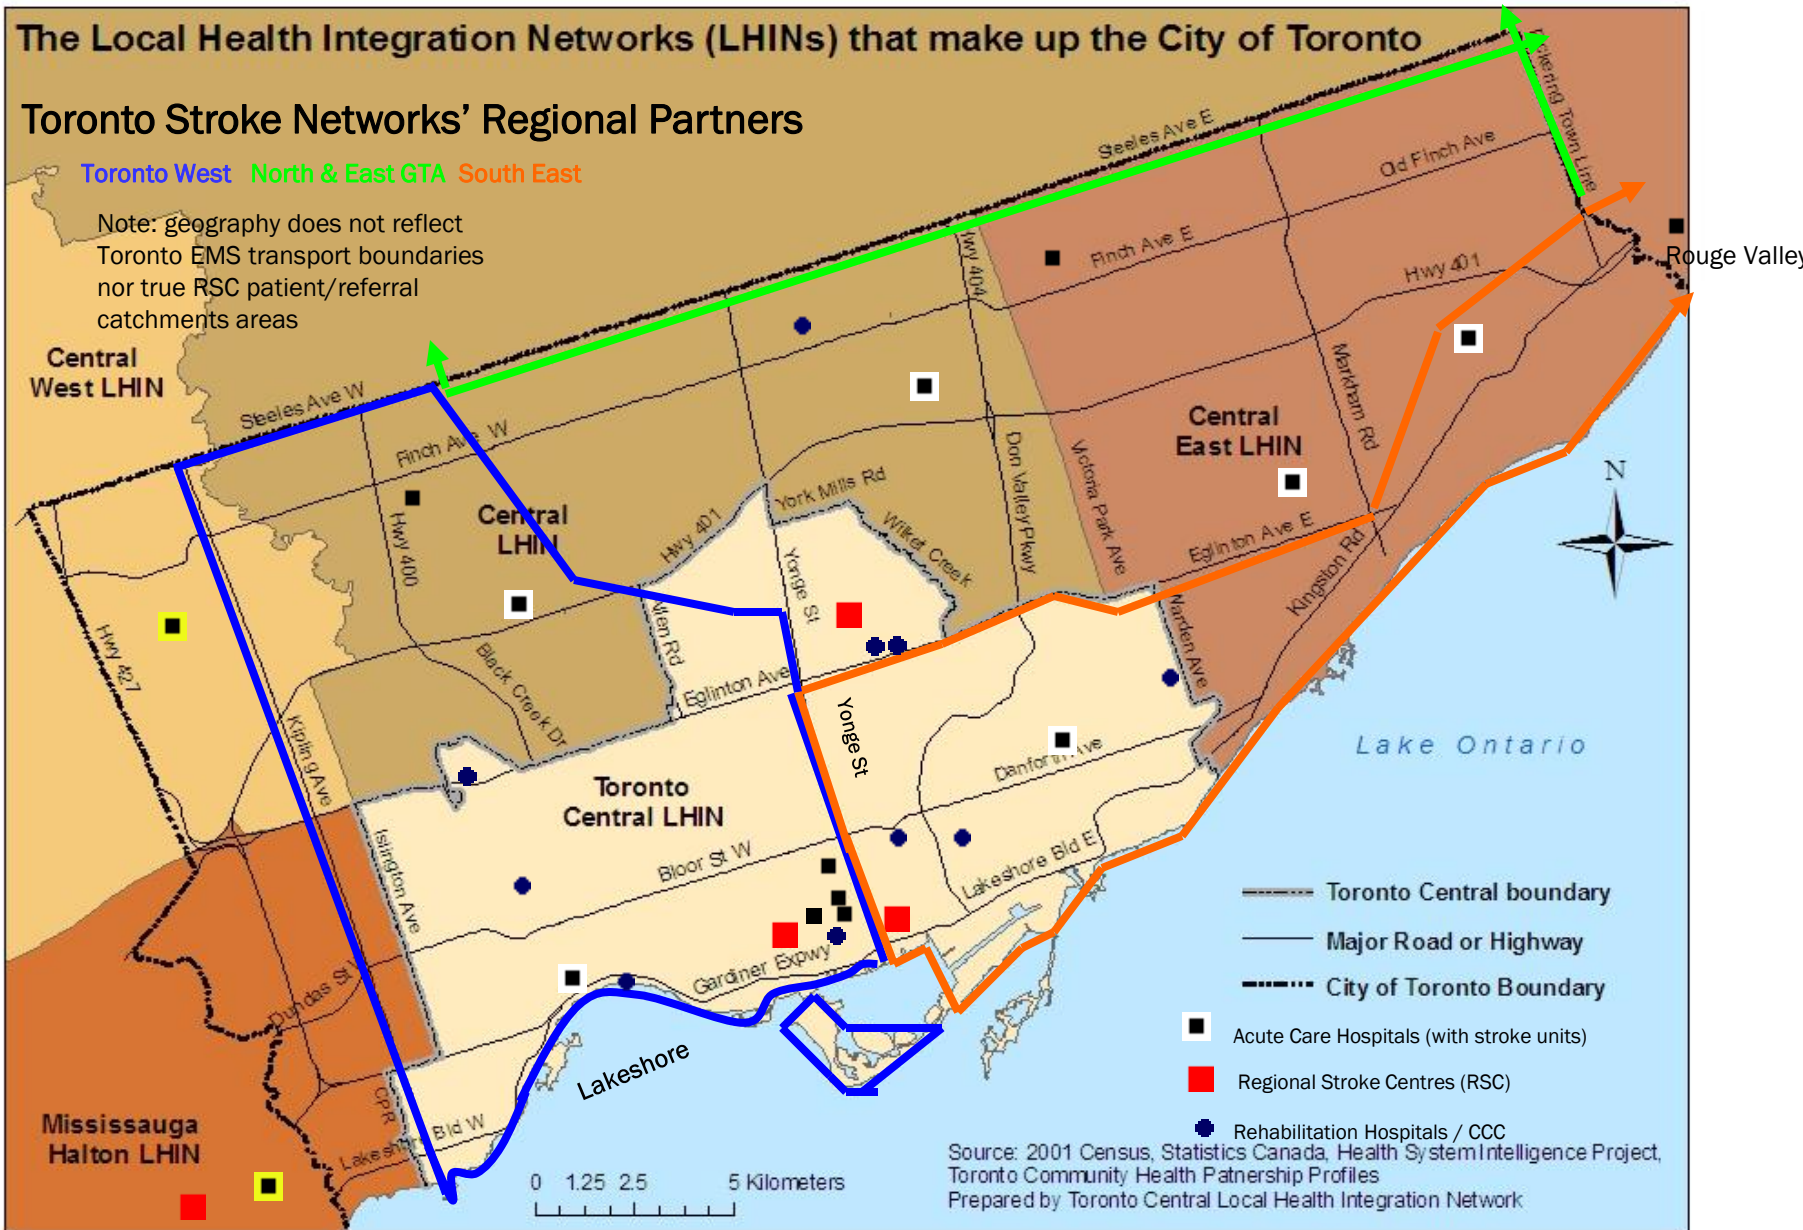 The Local Health Integration Networks (LHINs) that make up the City of Toronto
Toronto Stroke Networks' Regional Partners
Toronto West North & East GTA South East
Note: geography does not reflect
Toronto EMS transport boundaries
nor true RSC patient/referral
catchments areas
Central
West LHIN
Steeles Ave W
Finch Ave W
Steeles Ave E
Old Finch Ave
Finch Ave E
Town Line
Hwy 404
Hwy 401
Rouge Valley
Markham Rd
Central
East LHIN
Victoria Park Ave
Don Valley Pkwy
York Mills Rd
Wilket Creek
Hwy 401
Central
LHIN
Hwy 400
Yonge St
Eglinton Ave E
Kingston Rd
Warden Ave
Hwy 427
Black Creek Dr
Eglinton Ave
Yonge St
Kipling Ave
Toronto
Central LHIN
Danforth Ave
Lake Ontario
N
Islington Ave
Bloor St W
Lakeshore Bld E
Gardiner Expwy
Dundas St
Lakeshore
CPR
Lakeshore Bld W
Mississauga
Halton LHIN
Toronto Central boundary
Major Road or Highway
City of Toronto Boundary
Acute Care Hospitals (with stroke units)
Regional Stroke Centres (RSC)
Rehabilitation Hospitals / CCC
0 1.25 2.5 5 Kilometers
Source: 2001 Census, Statistics Canada, Health System Intelligence Project,
Toronto Community Health Patnership Profiles
Prepared by Toronto Central Local Health Integration Network